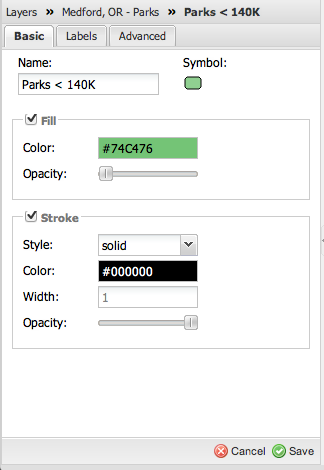 Layers » Medford, OR - Parks » Parks < 140K
Basic Labels Advanced
Name: Symbol:
Parks < 140K
Fill
Color: #74C476
Opacity:
Stroke
Style: solid
Color: #000000
Width: 1
Opacity:
Cancel Save